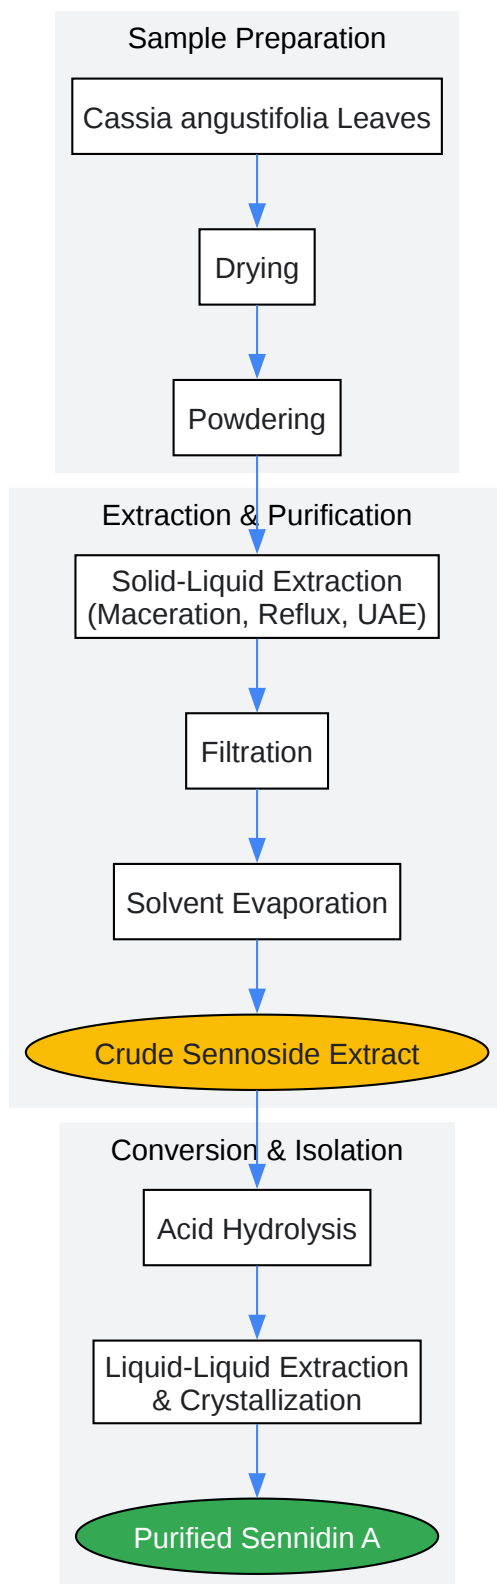 Sample Preparation
Cassia angustifolia Leaves
Drying
Powdering
Extraction & Purification
Solid-Liquid Extraction
(Maceration, Reflux, UAE)
Filtration
Solvent Evaporation
Crude Sennoside Extract
Conversion & Isolation
Acid Hydrolysis
Liquid-Liquid Extraction
& Crystallization
Purified Sennidin A